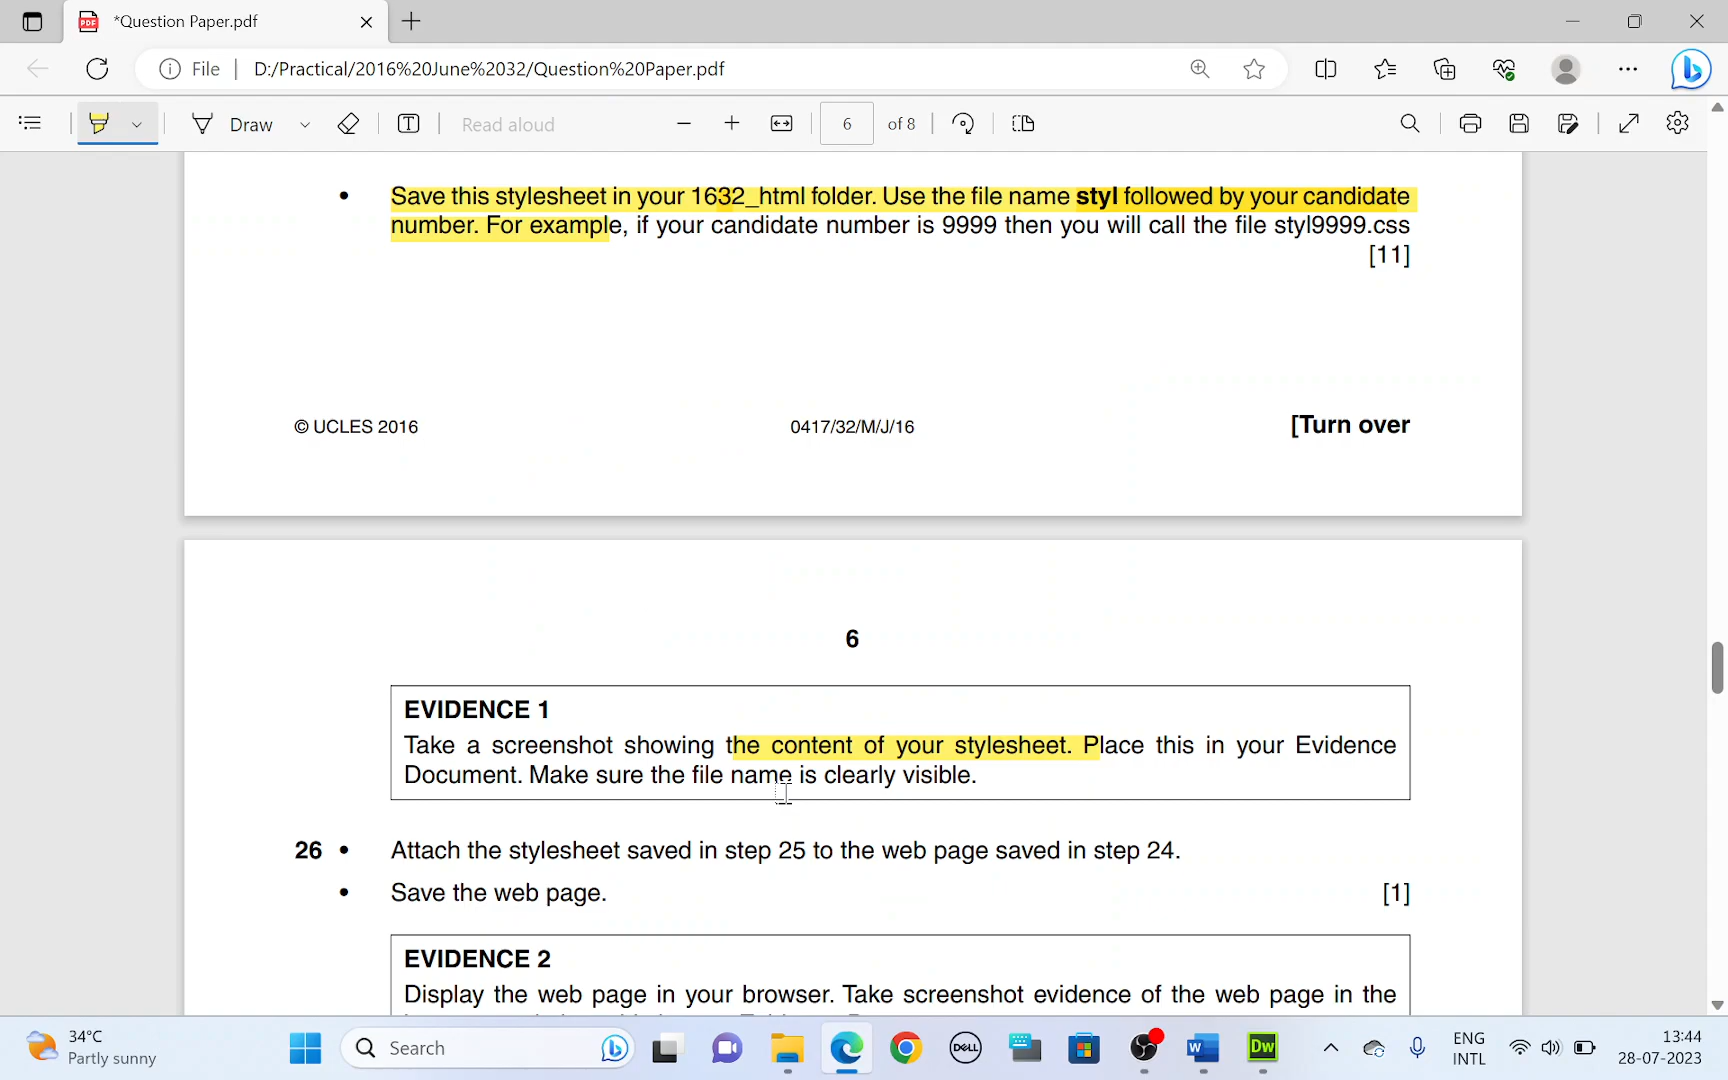 *Question Paper.pdf
File
D:/Practical/2016%20June%2032/Question%20Paper.pdf
Draw
Read aloud
6
of 8
• Save this stylesheet in your 1632_html folder. Use the file name styl followed by your candidate
number. For example, if your candidate number is 9999 then you will call the file styl9999.css
[11]
© UCLES 2016
0417/32/M/J/16
[Turn over
6
EVIDENCE 1
Take a screenshot showing the content of your stylesheet. Place this in your Evidence
Document. Make sure the file name is clearly visible.
26 • Attach the stylesheet saved in step 25 to the web page saved in step 24.
• Save the web page. [1]
EVIDENCE 2
Display the web page in your browser. Take screenshot evidence of the web page in the
34°C
Partly sunny
Search
DELL
W
Dw
ENG
INTL
13:44
28-07-2023